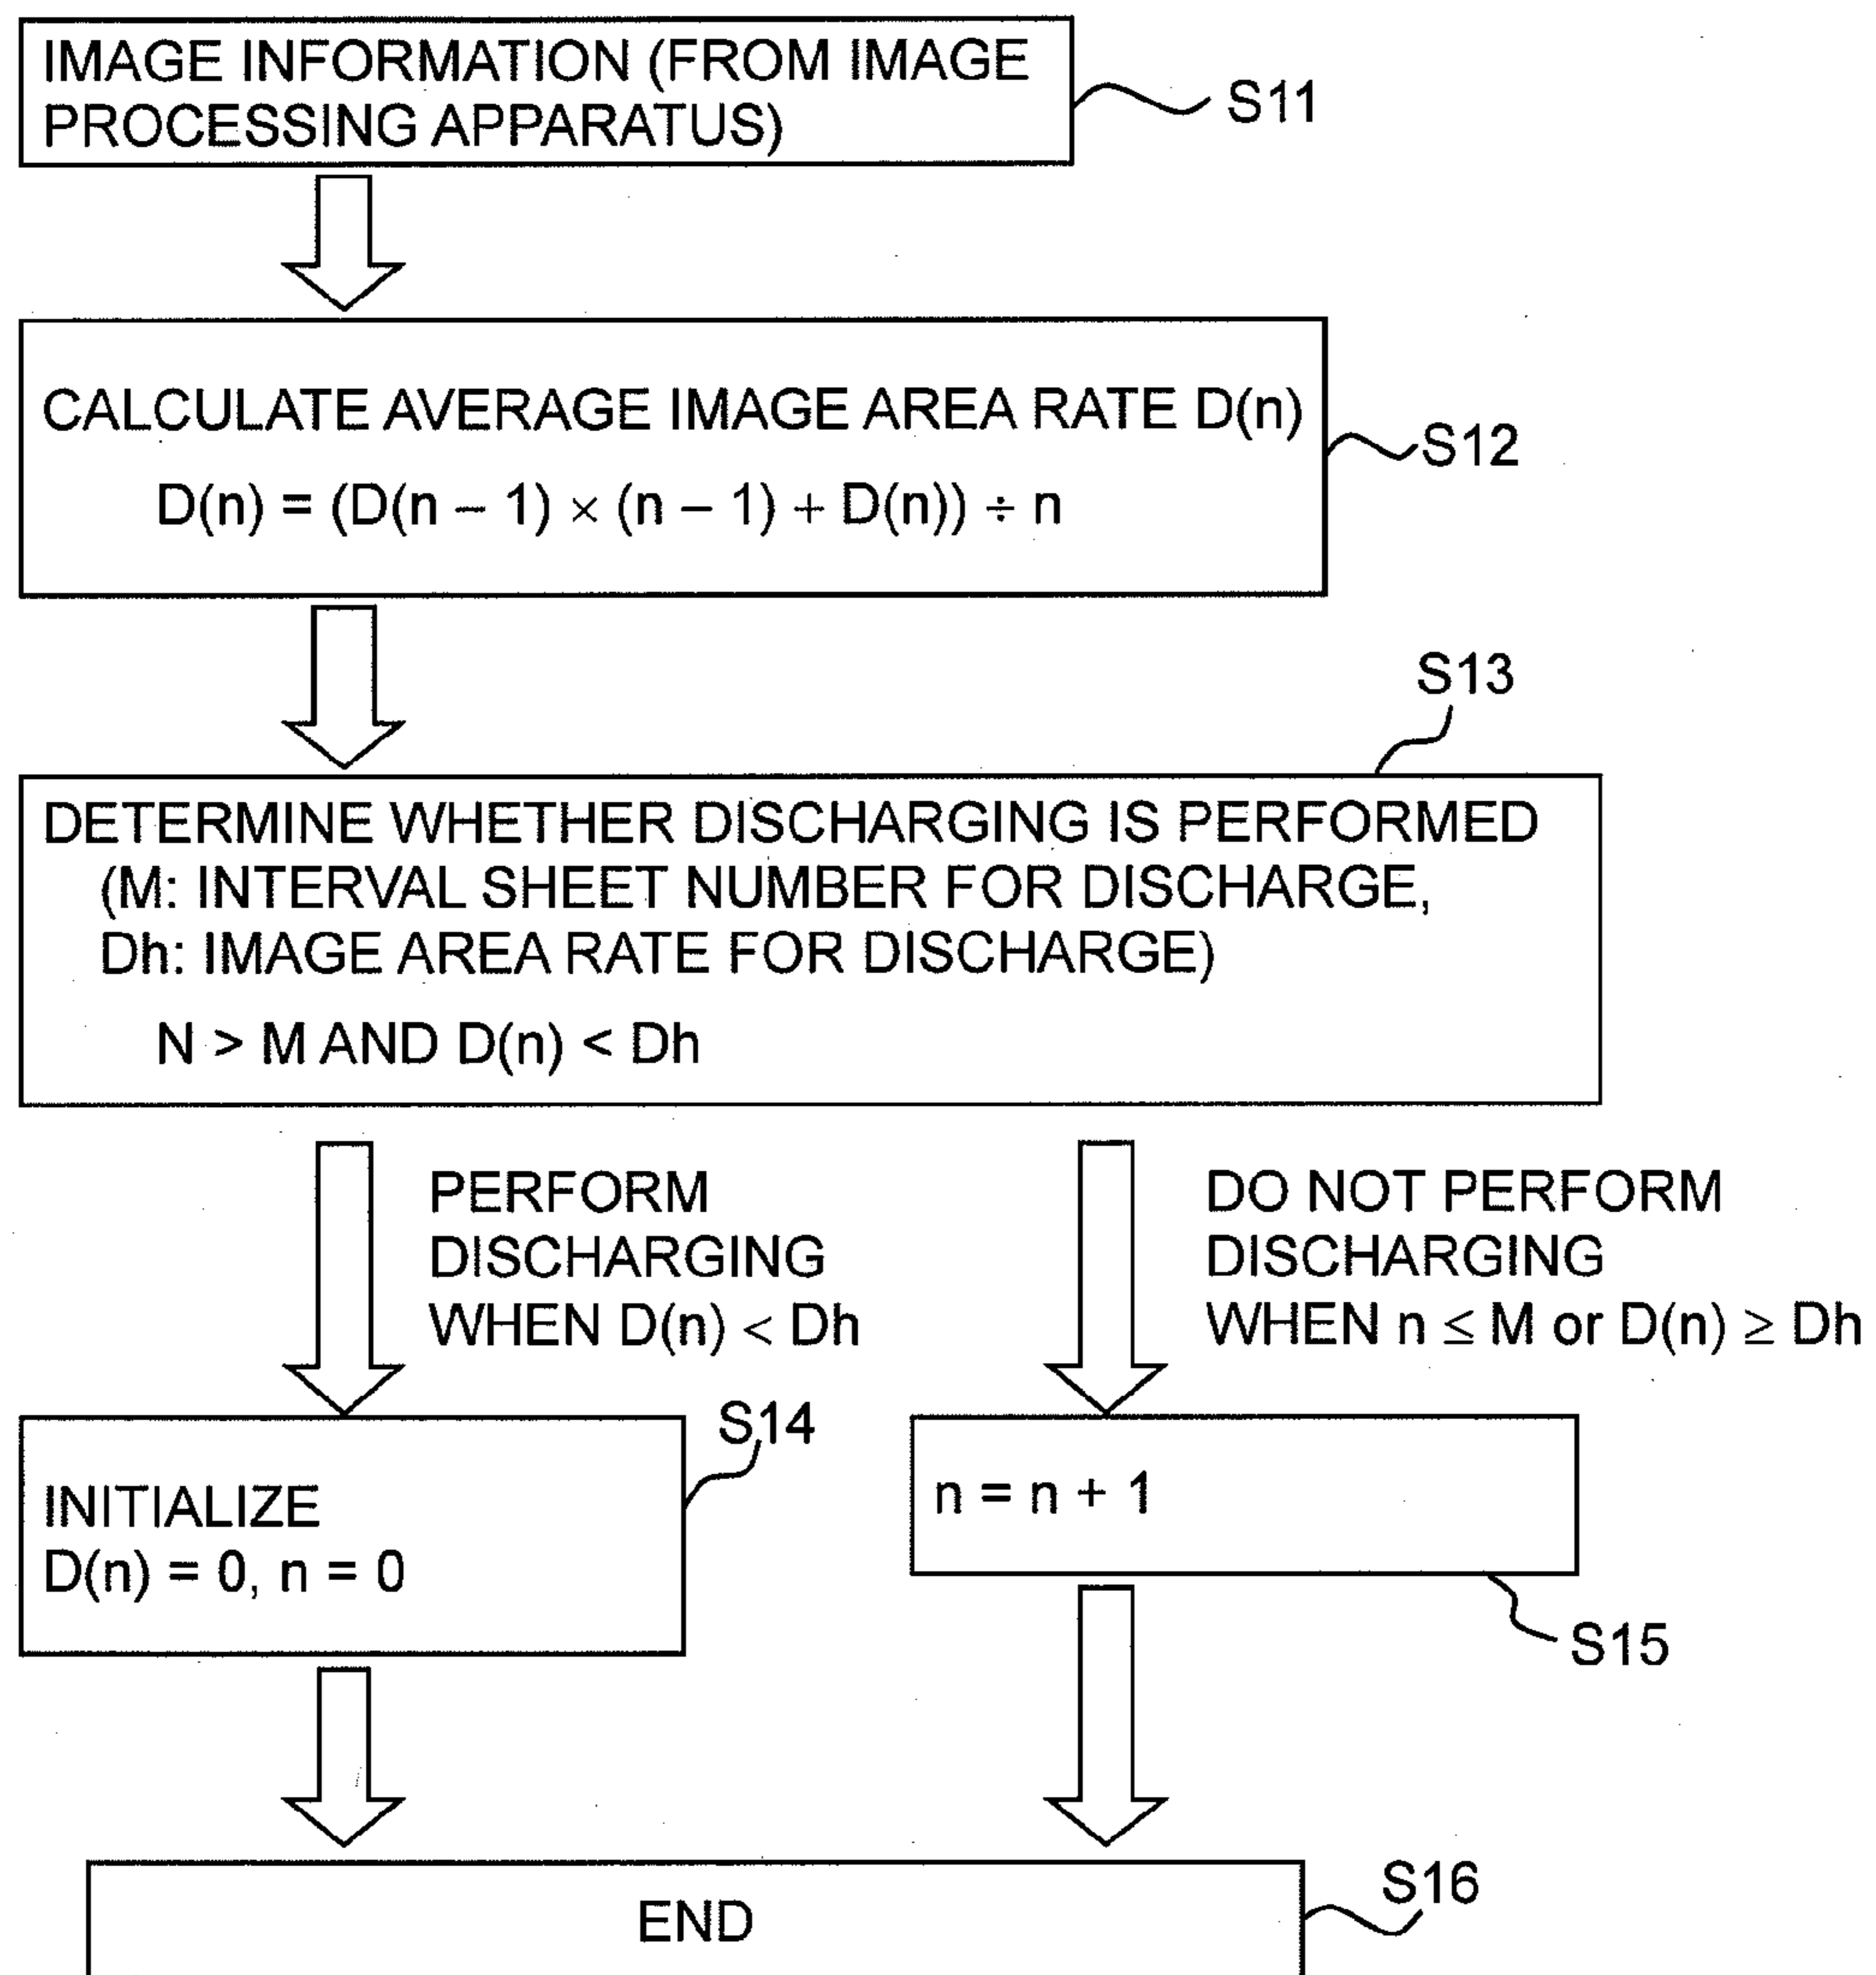 IMAGE INFORMATION (FROM IMAGE
PROCESSING APPARATUS)
S11
CALCULATE AVERAGE IMAGE AREA RATE D(n)
D(n) = (D(n – 1) × (n – 1) + D(n)) ÷ n
S12
S13
DETERMINE WHETHER DISCHARGING IS PERFORMED
(M: INTERVAL SHEET NUMBER FOR DISCHARGE,
Dh: IMAGE AREA RATE FOR DISCHARGE)
N > M AND D(n) < Dh
PERFORM
DISCHARGING
WHEN D(n) < Dh
DO NOT PERFORM
DISCHARGING
WHEN n ≤ M or D(n) ≥ Dh
S14
INITIALIZE
D(n) = 0, n = 0
n = n + 1
S15
END
S16